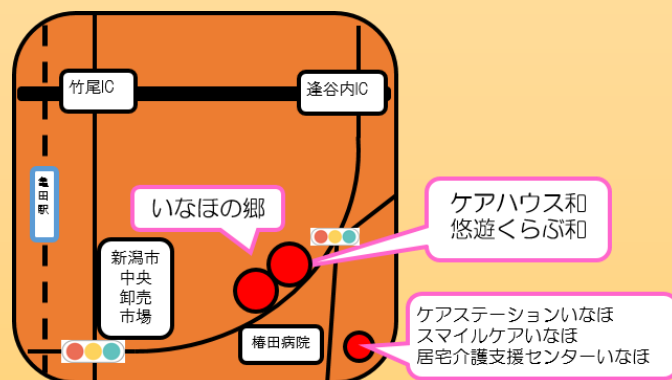 竹尾IC
逢谷内IC
亀田駅
いなほの郷
ケアハウス和
悠遊くらぶ和
新潟市
中央
卸売
市場
椿田病院
ケアステーションいなほ
スマイルケアいなほ
居宅介護支援センターいなほ